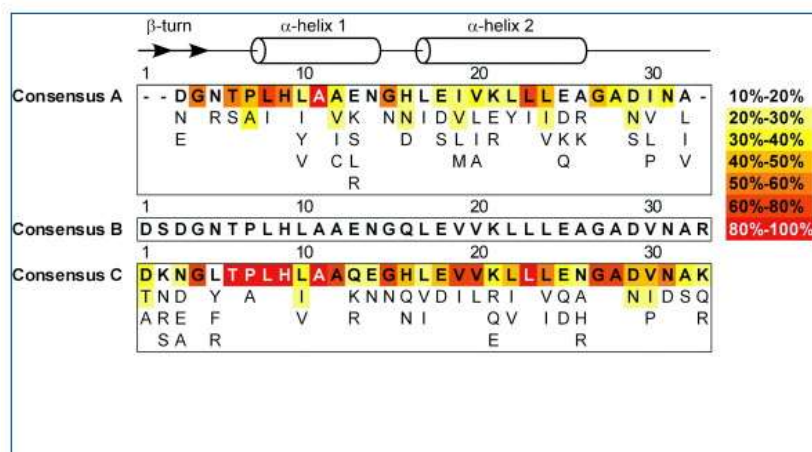 β-turn α-helix 1 α-helix 2
1 10 20 30
Consensus A - - D G N T P L H L A A E N G H L E I V K L L L E A G A D I N A - 10%-20%
N R S A I I V K N N I D V L E Y I I D R N V L 20%-30%
E Y I S D S L I R V K K S L I 30%-40%
V C L M A Q P V 40%-50%
R 50%-60%
1 10 20 30 60%-80%
Consensus B D S D G N T P L H L A A E N G Q L E V V K L L L E A G A D V N A R 80%-100%
1 10 20 30
Consensus C D K N G L T P L H L A A Q E G H L E V V K L L L E N G A D V N A K
T N D Y A I K N N Q V D I L R I V Q A N I D S Q
A R E F V R N I Q V I D H P R
S A R E R